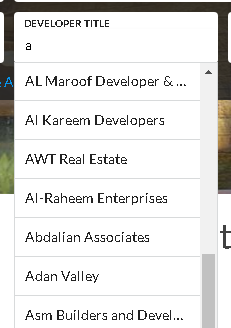 DEVELOPER TITLE
a
AL Maroof Developer & ...
Al Kareem Developers
AWT Real Estate
Al-Raheem Enterprises
Abdalian Associates
Adan Valley
Asm Builders and Devel...